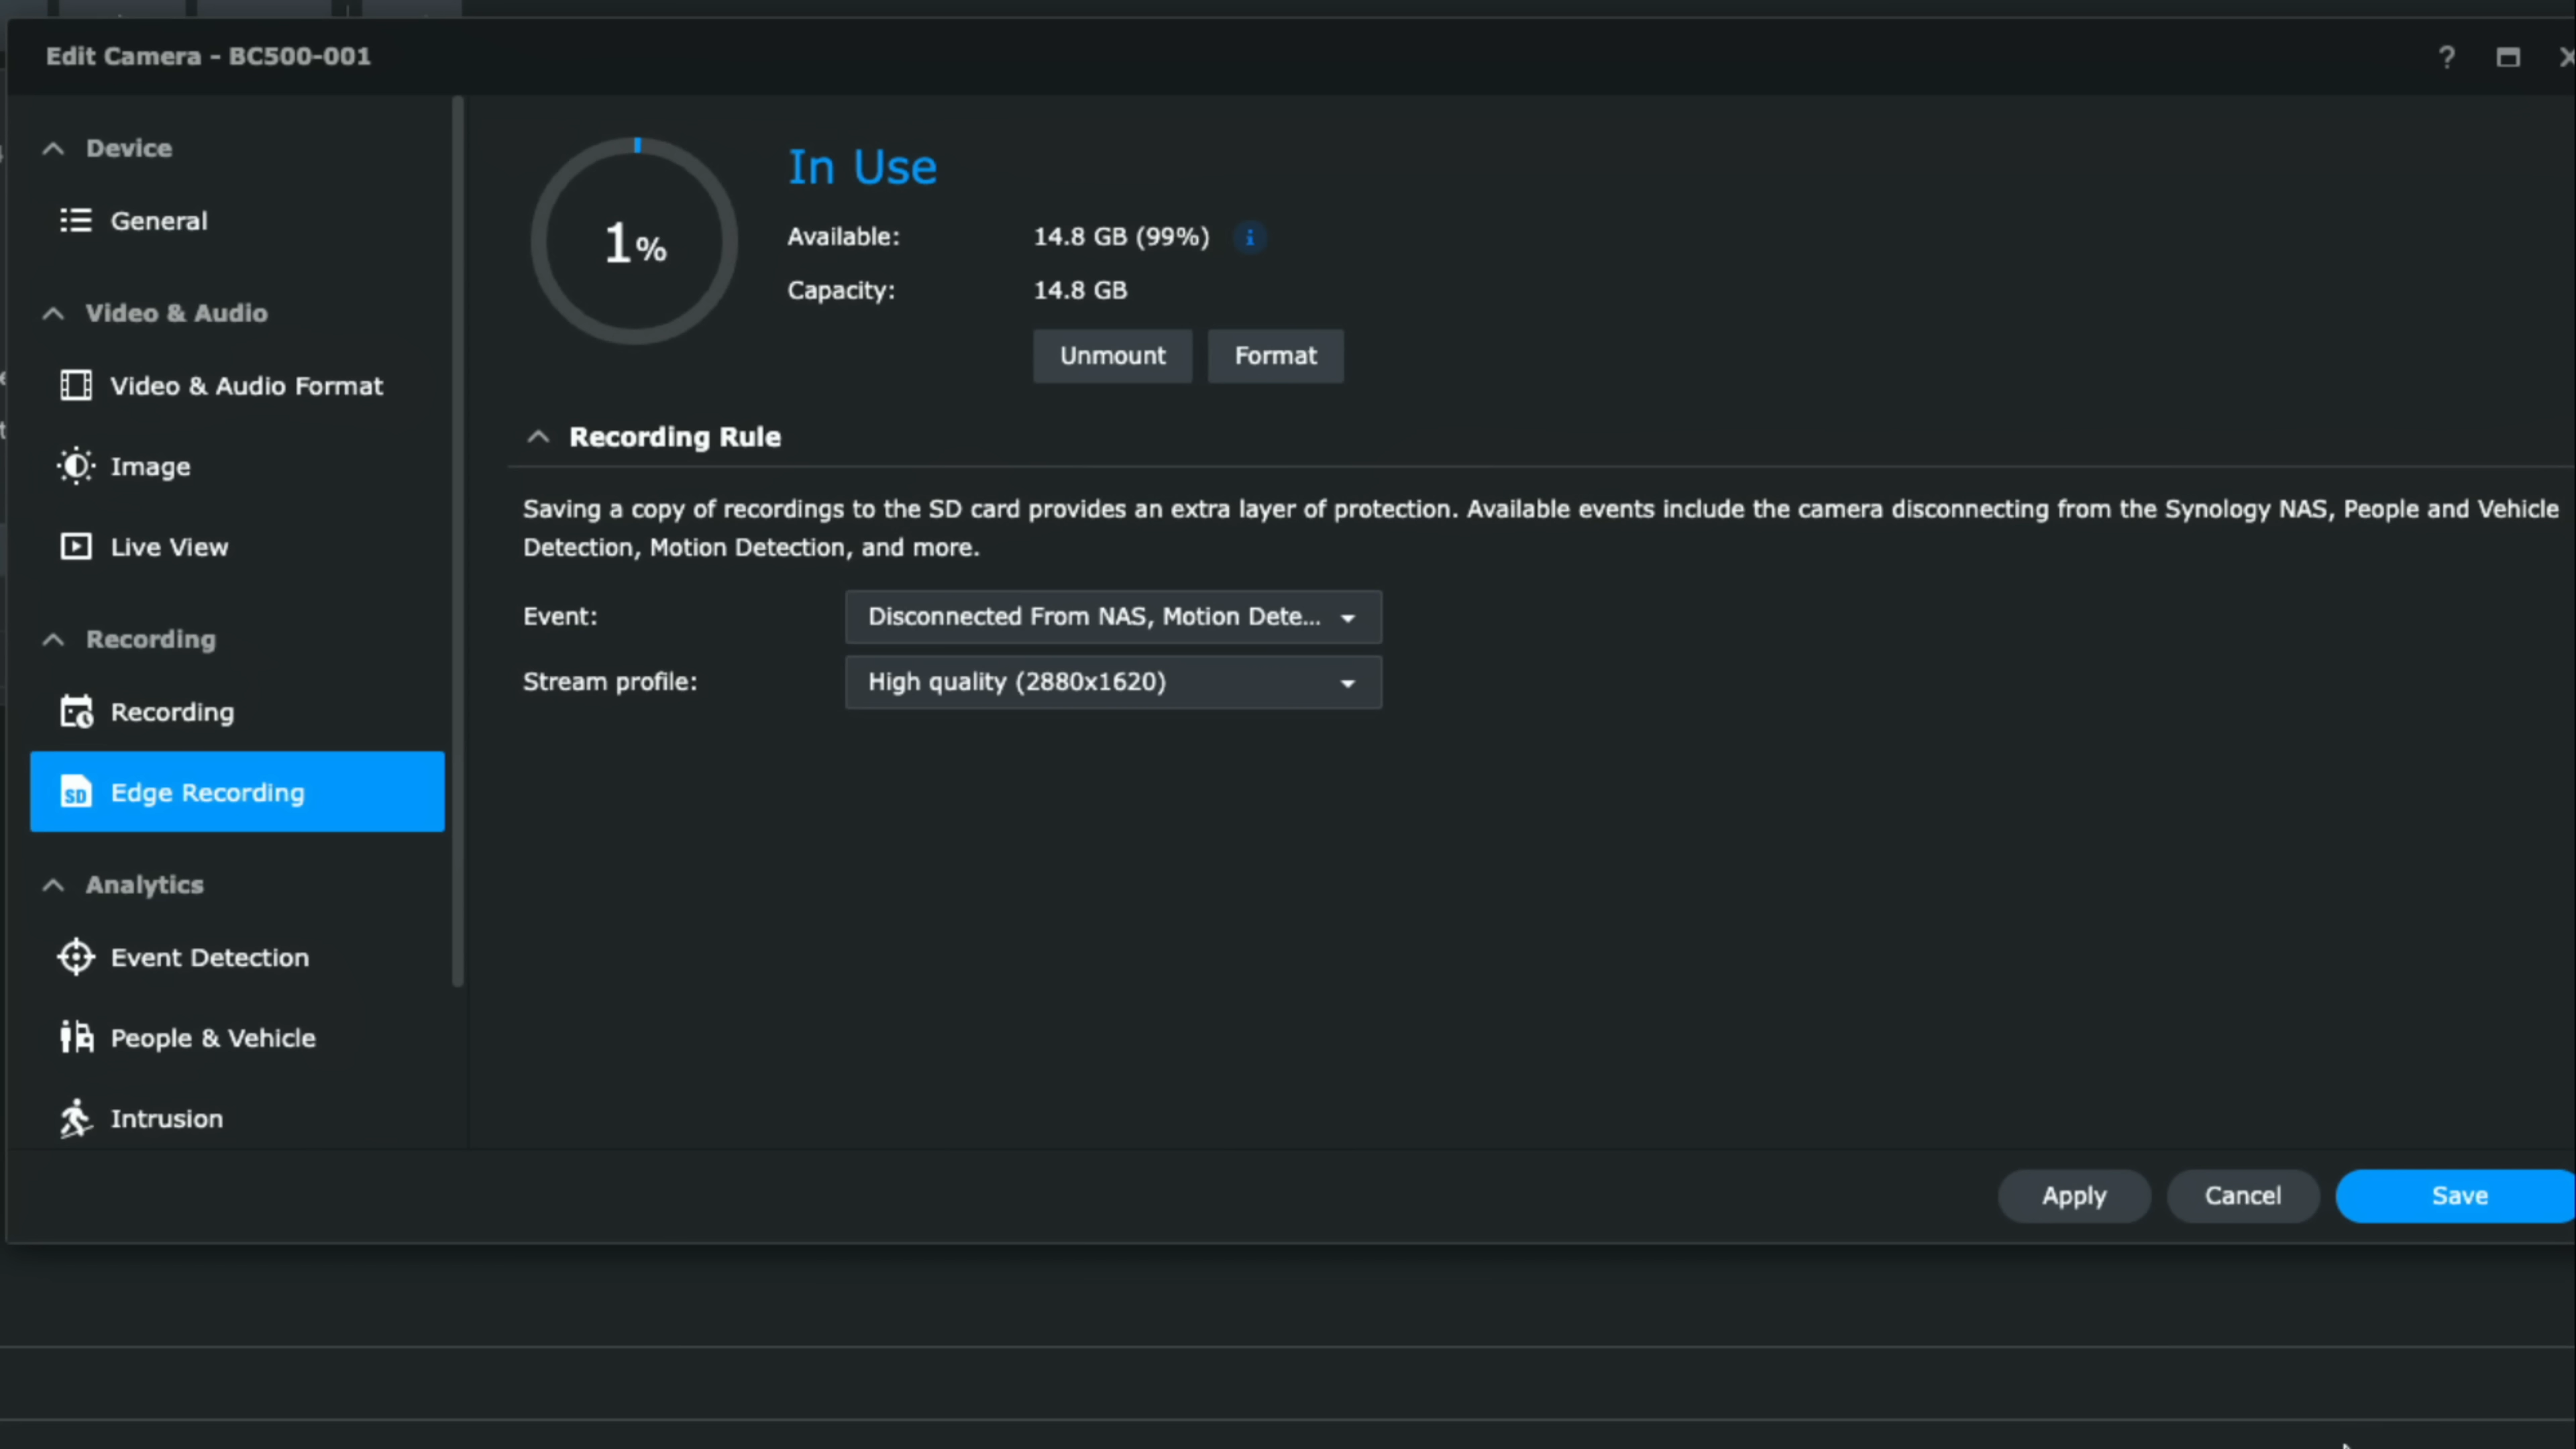 Edit Camera - BC500-001
?
Device
General
Video & Audio
Video & Audio Format
Image
Live View
Recording
Recording
SD Edge Recording
Analytics
Event Detection
People & Vehicle
Intrusion
1%
In Use
Available: 14.8 GB (99%) i
Capacity: 14.8 GB
Unmount Format
Recording Rule
Saving a copy of recordings to the SD card provides an extra layer of protection. Available events include the camera disconnecting from the Synology NAS, People and Vehicle
Detection, Motion Detection, and more.
Event: Disconnected From NAS, Motion Dete...
Stream profile: High quality (2880x1620)
Apply Cancel Save